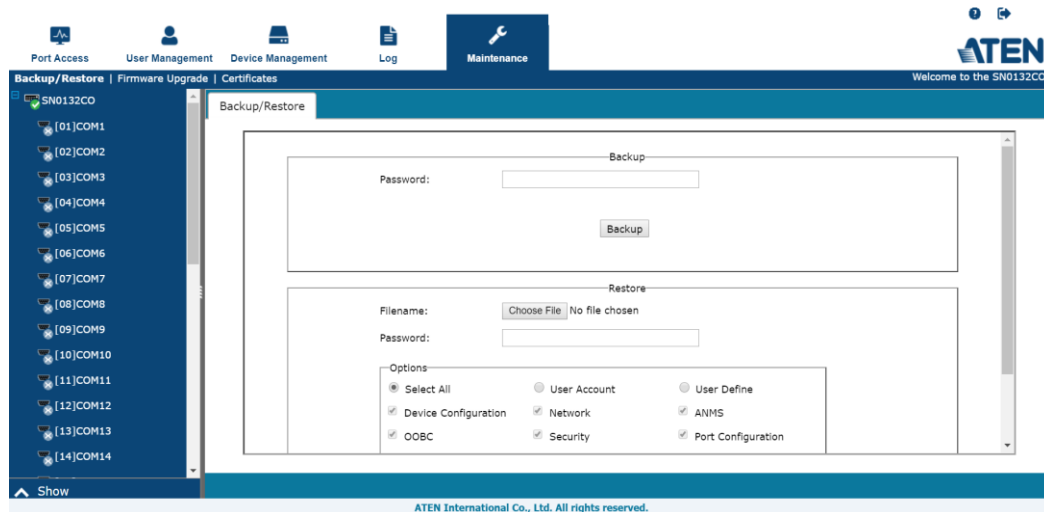 ATEN
Port Access
User Management
Device Management
Log
Maintenance
Backup/Restore | Firmware Upgrade | Certificates
Welcome to the SN0132CO
SN0132CO
[01]COM1
[02]COM2
[03]COM3
[04]COM4
[05]COM5
[06]COM6
[07]COM7
[08]COM8
[09]COM9
[10]COM10
[11]COM11
[12]COM12
[13]COM13
[14]COM14
Show
Backup/Restore
Backup
Password:
Backup
Restore
Filename:
Choose File No file chosen
Password:
Options
Select All
User Account
User Define
Device Configuration
Network
ANMS
OOBC
Security
Port Configuration
ATEN International Co., Ltd. All rights reserved.